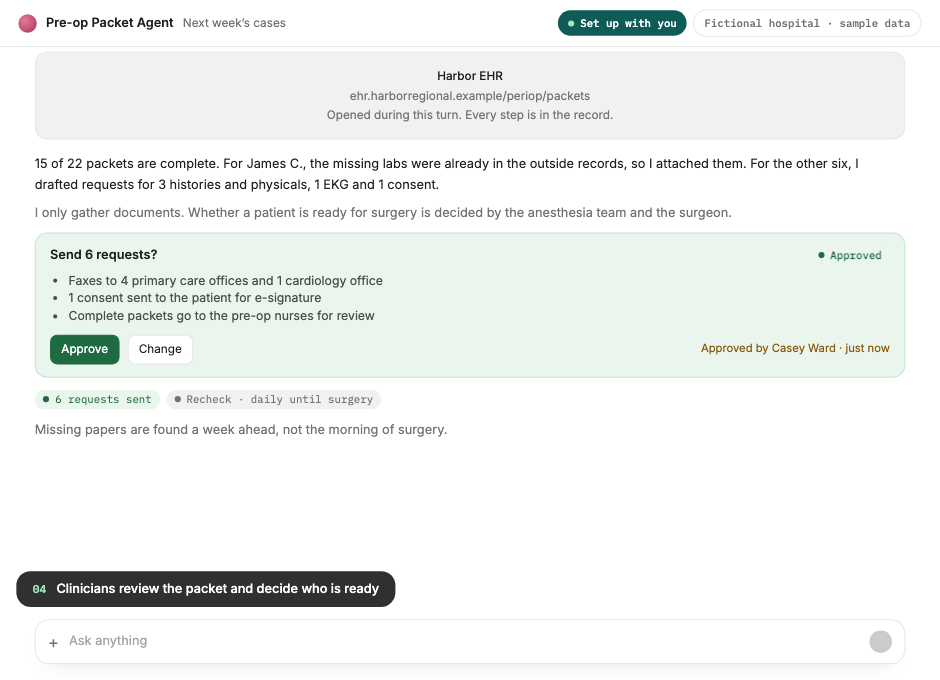 Pre-op Packet Agent Next week's cases
Set up with you
Fictional hospital · sample data
Harbor EHR
ehr.harborregional.example/periop/packets
Opened during this turn. Every step is in the record.
15 of 22 packets are complete. For James C., the missing labs were already in the outside records, so I attached them. For the other six, I
drafted requests for 3 histories and physicals, 1 EKG and 1 consent.
I only gather documents. Whether a patient is ready for surgery is decided by the anesthesia team and the surgeon.
Send 6 requests?
Approved
• Faxes to 4 primary care offices and 1 cardiology office
• 1 consent sent to the patient for e-signature
• Complete packets go to the pre-op nurses for review
Approve
Change
Approved by Casey Ward · just now
6 requests sent
Recheck · daily until surgery
Missing papers are found a week ahead, not the morning of surgery.
04 Clinicians review the packet and decide who is ready
+ Ask anything